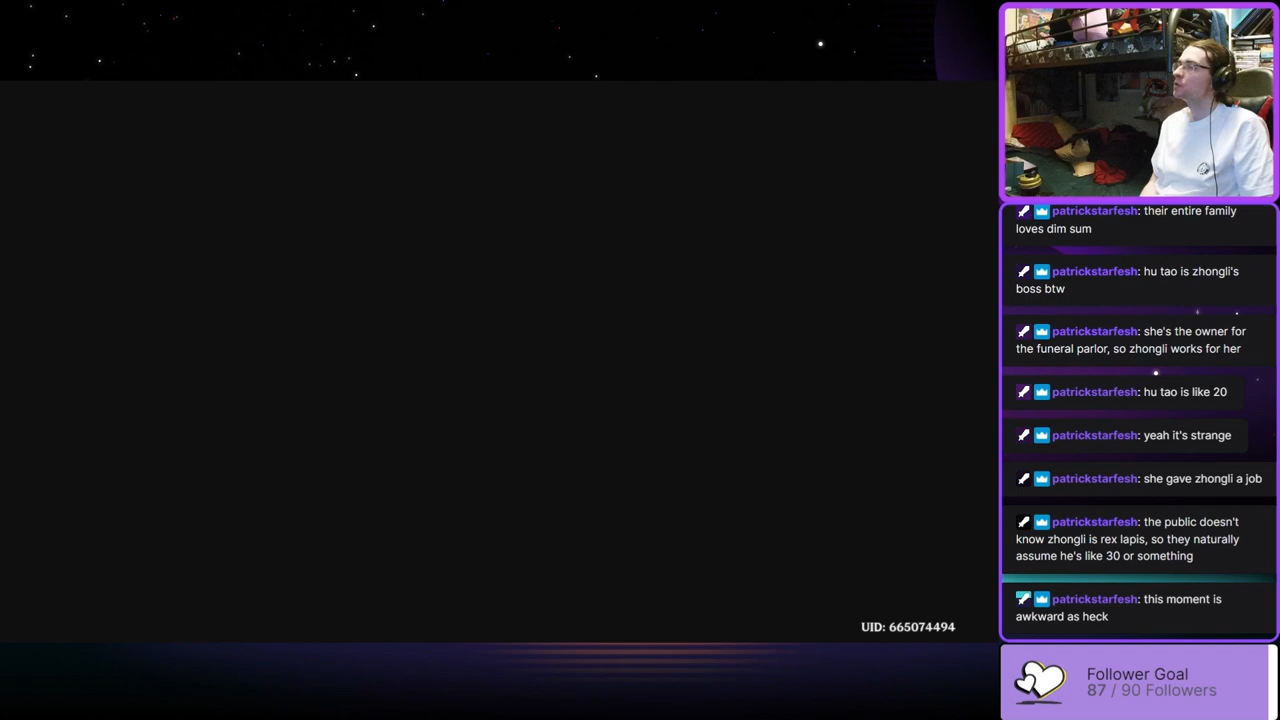 patrickstarfesh: their entire family
loves dim sum
patrickstarfesh: hu tao is zhongli's
boss btw
patrickstarfesh: she's the owner for
the funeral parlor, so zhongli works for her
patrickstarfesh: hu tao is like 20
patrickstarfesh: yeah it's strange
patrickstarfesh: she gave zhongli a job
patrickstarfesh: the public doesn't
know zhongli is rex lapis, so they naturally
assume he's like 30 or something
patrickstarfesh: this moment is
awkward as heck
UID: 665074494
Follower Goal
87 / 90 Followers